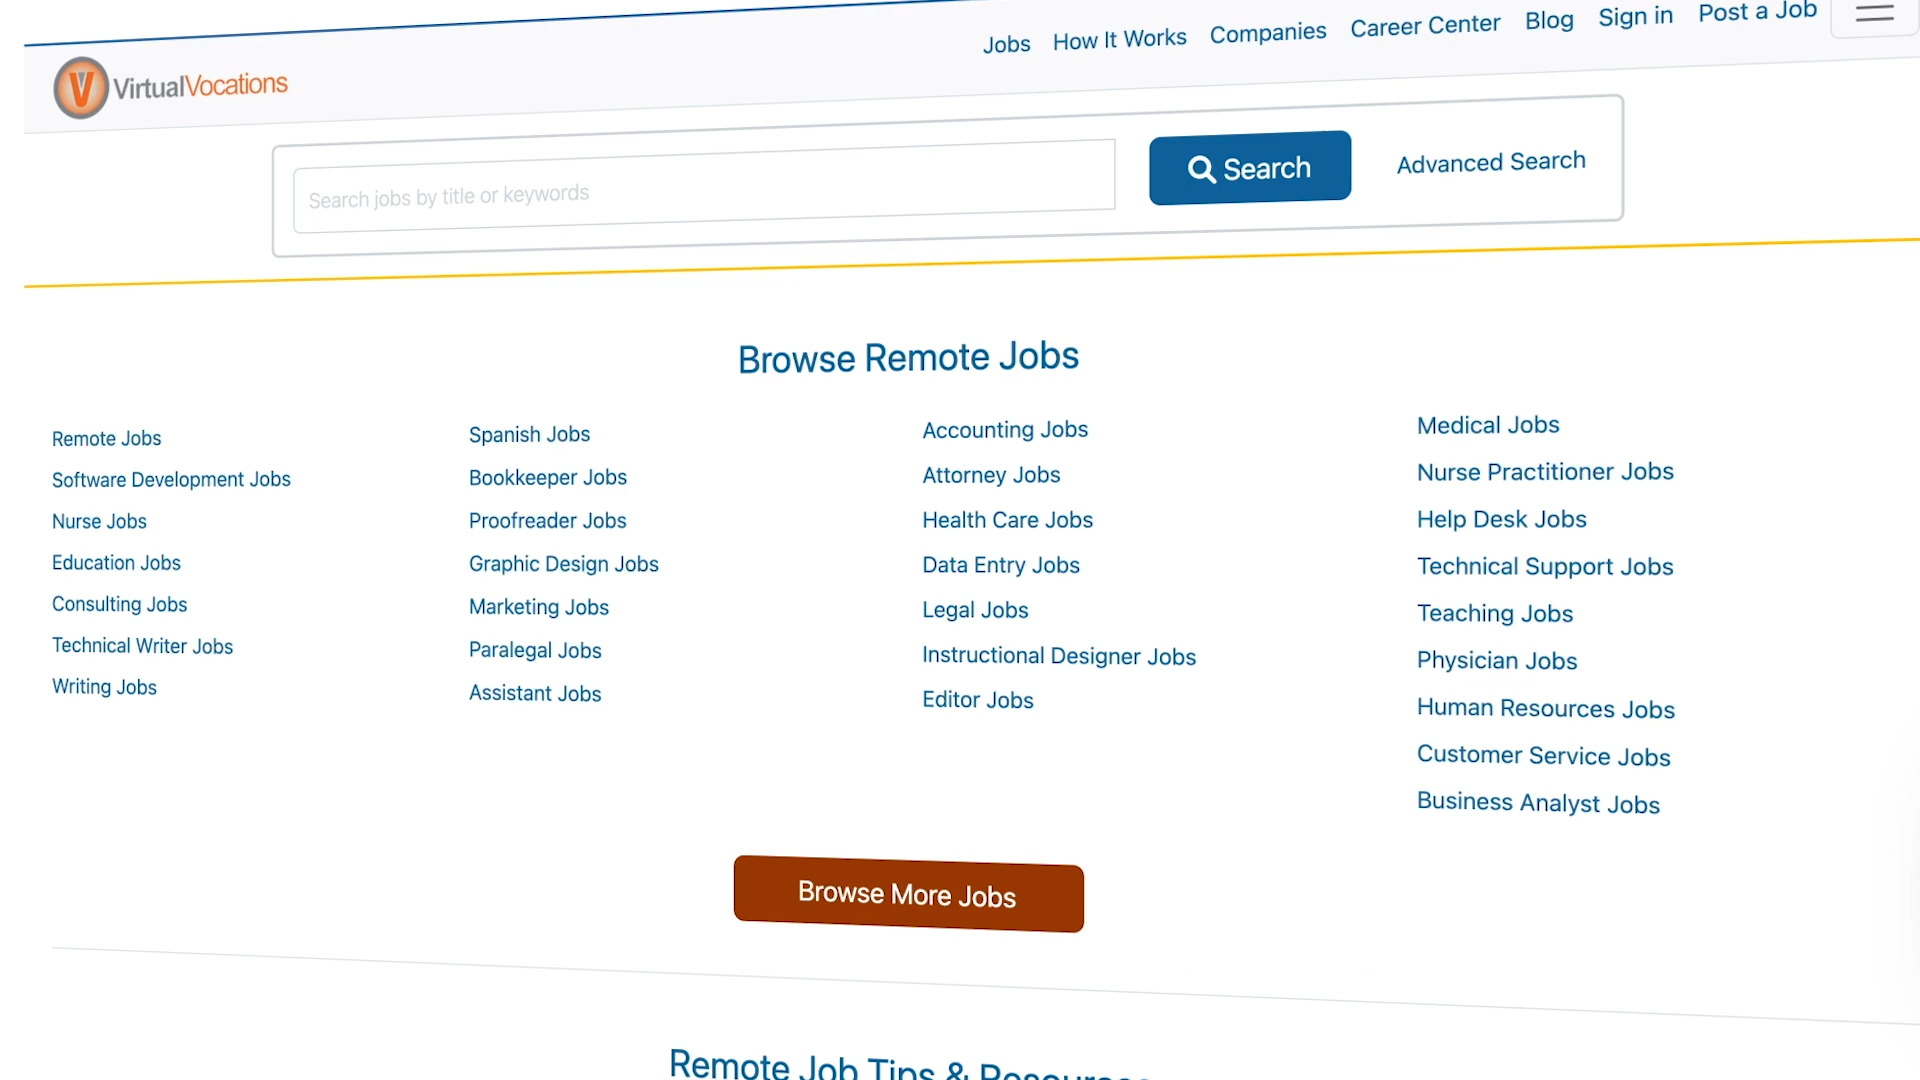 Jobs How It Works Companies Career Center Blog Sign in Post a Job
VirtualVocations
Search jobs by title or keywords
Search
Advanced Search
Browse Remote Jobs
Remote Jobs
Software Development Jobs
Nurse Jobs
Education Jobs
Consulting Jobs
Technical Writer Jobs
Writing Jobs
Spanish Jobs
Bookkeeper Jobs
Proofreader Jobs
Graphic Design Jobs
Marketing Jobs
Paralegal Jobs
Assistant Jobs
Accounting Jobs
Attorney Jobs
Health Care Jobs
Data Entry Jobs
Legal Jobs
Instructional Designer Jobs
Editor Jobs
Medical Jobs
Nurse Practitioner Jobs
Help Desk Jobs
Technical Support Jobs
Teaching Jobs
Physician Jobs
Human Resources Jobs
Customer Service Jobs
Business Analyst Jobs
Browse More Jobs
Remote Job Tips & Resources